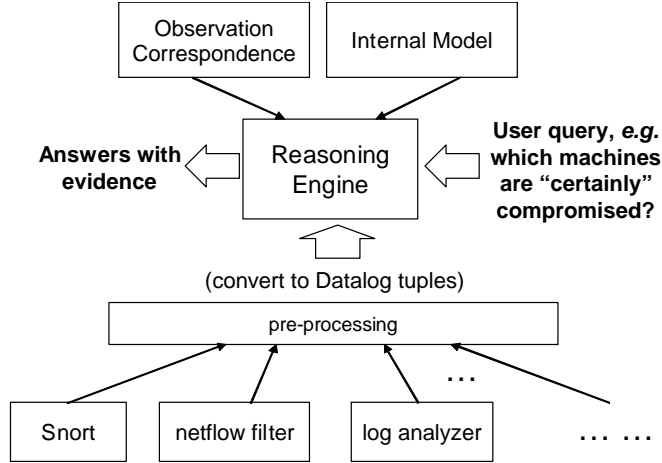 Observation
Correspondence
Internal Model
Answers with
evidence
Reasoning
Engine
User query, e.g.
which machines
are “certainly”
compromised?
(convert to Datalog tuples)
pre-processing
...
Snort
netflow filter
log analyzer
... ...